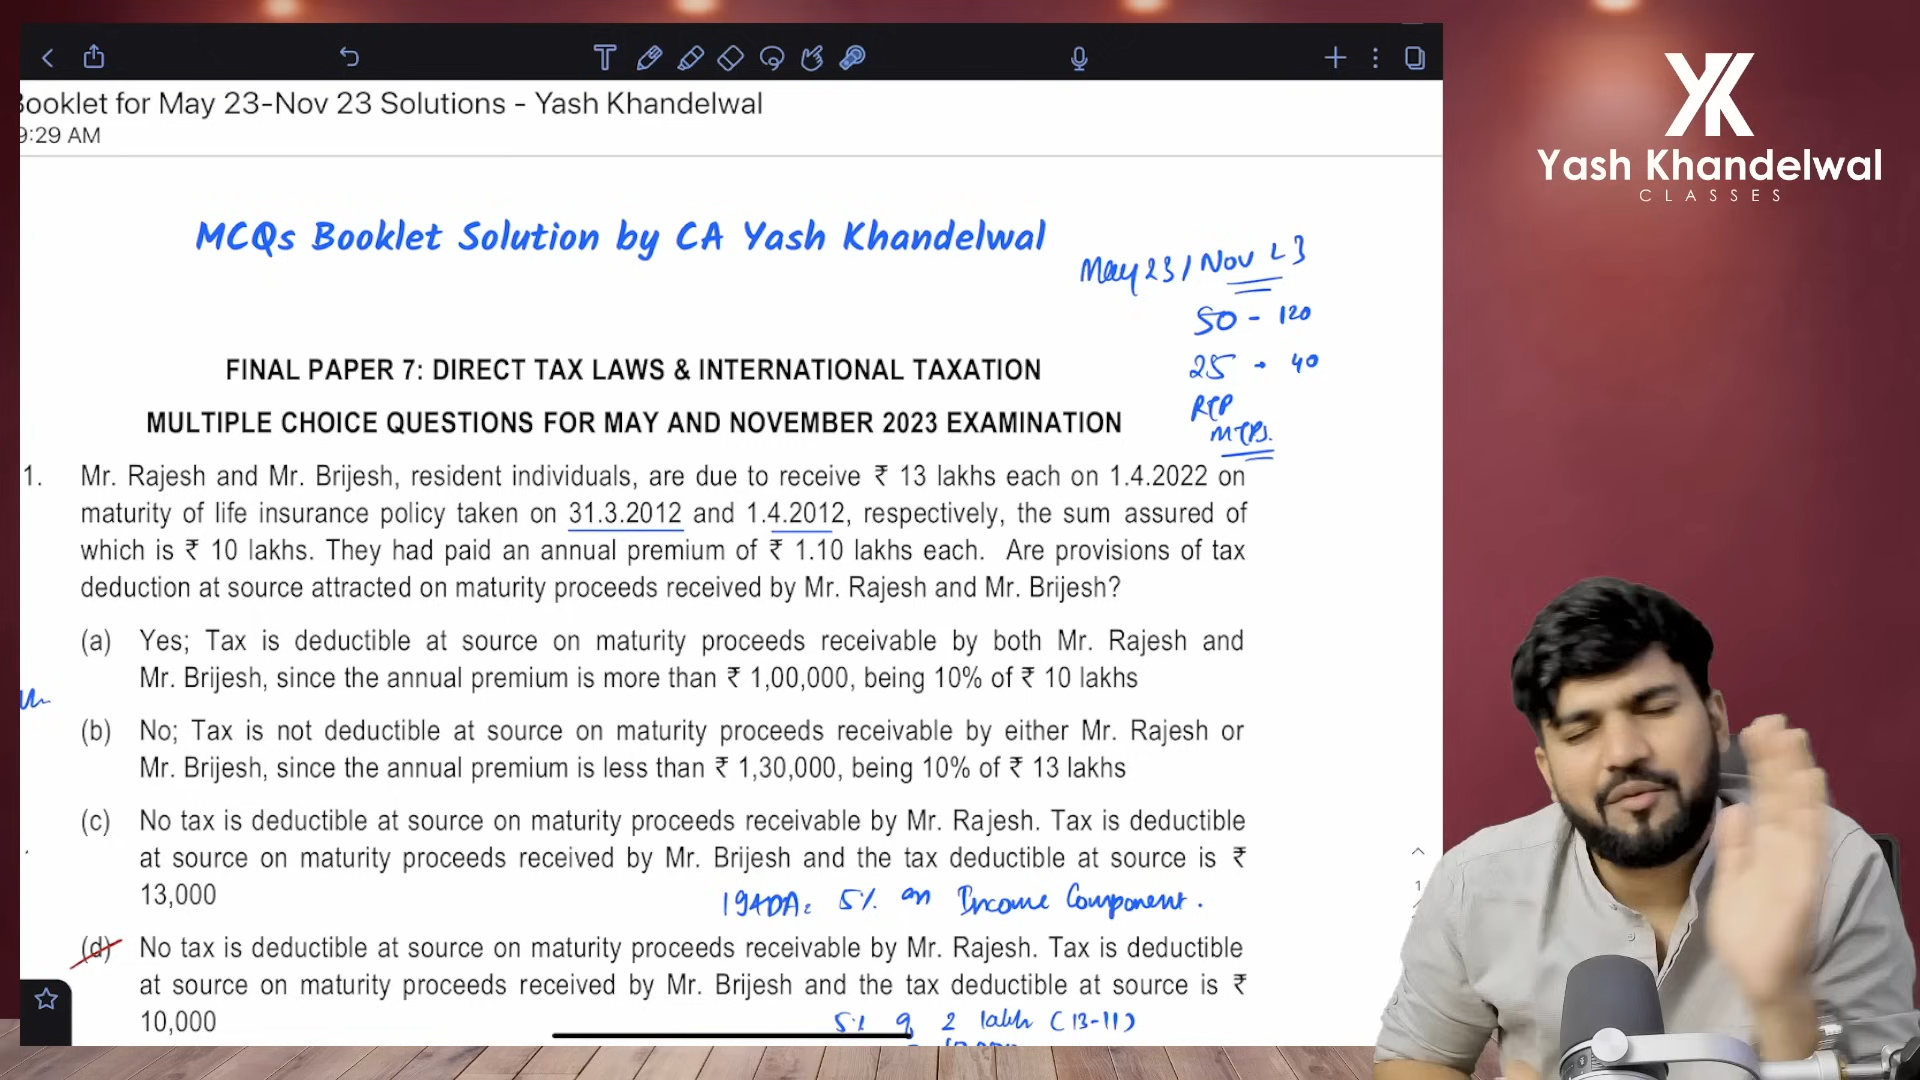 Booklet for May 23-Nov 23 Solutions - Yash Khandelwal
9:29 AM
YK
Yash Khandelwal
CLASSES
MCQs Booklet Solution by CA Yash Khandelwal
May 23 / Nov 23
50 - 120
25 - 40
RTP
MTPs.
FINAL PAPER 7: DIRECT TAX LAWS & INTERNATIONAL TAXATION
MULTIPLE CHOICE QUESTIONS FOR MAY AND NOVEMBER 2023 EXAMINATION
1. Mr. Rajesh and Mr. Brijesh, resident individuals, are due to receive ₹ 13 lakhs each on 1.4.2022 on
maturity of life insurance policy taken on 31.3.2012 and 1.4.2012, respectively, the sum assured of
which is ₹ 10 lakhs. They had paid an annual premium of ₹ 1.10 lakhs each. Are provisions of tax
deduction at source attracted on maturity proceeds received by Mr. Rajesh and Mr. Brijesh?
(a) Yes; Tax is deductible at source on maturity proceeds receivable by both Mr. Rajesh and
Mr. Brijesh, since the annual premium is more than ₹ 1,00,000, being 10% of ₹ 10 lakhs
(b) No; Tax is not deductible at source on maturity proceeds receivable by either Mr. Rajesh or
Mr. Brijesh, since the annual premium is less than ₹ 1,30,000, being 10% of ₹ 13 lakhs
(c) No tax is deductible at source on maturity proceeds receivable by Mr. Rajesh. Tax is deductible
at source on maturity proceeds received by Mr. Brijesh and the tax deductible at source is ₹
13,000
194DA: 5% on Income Component.
(d) No tax is deductible at source on maturity proceeds receivable by Mr. Rajesh. Tax is deductible
at source on maturity proceeds received by Mr. Brijesh and the tax deductible at source is ₹
10,000
5% of 2 lakh (13-11)